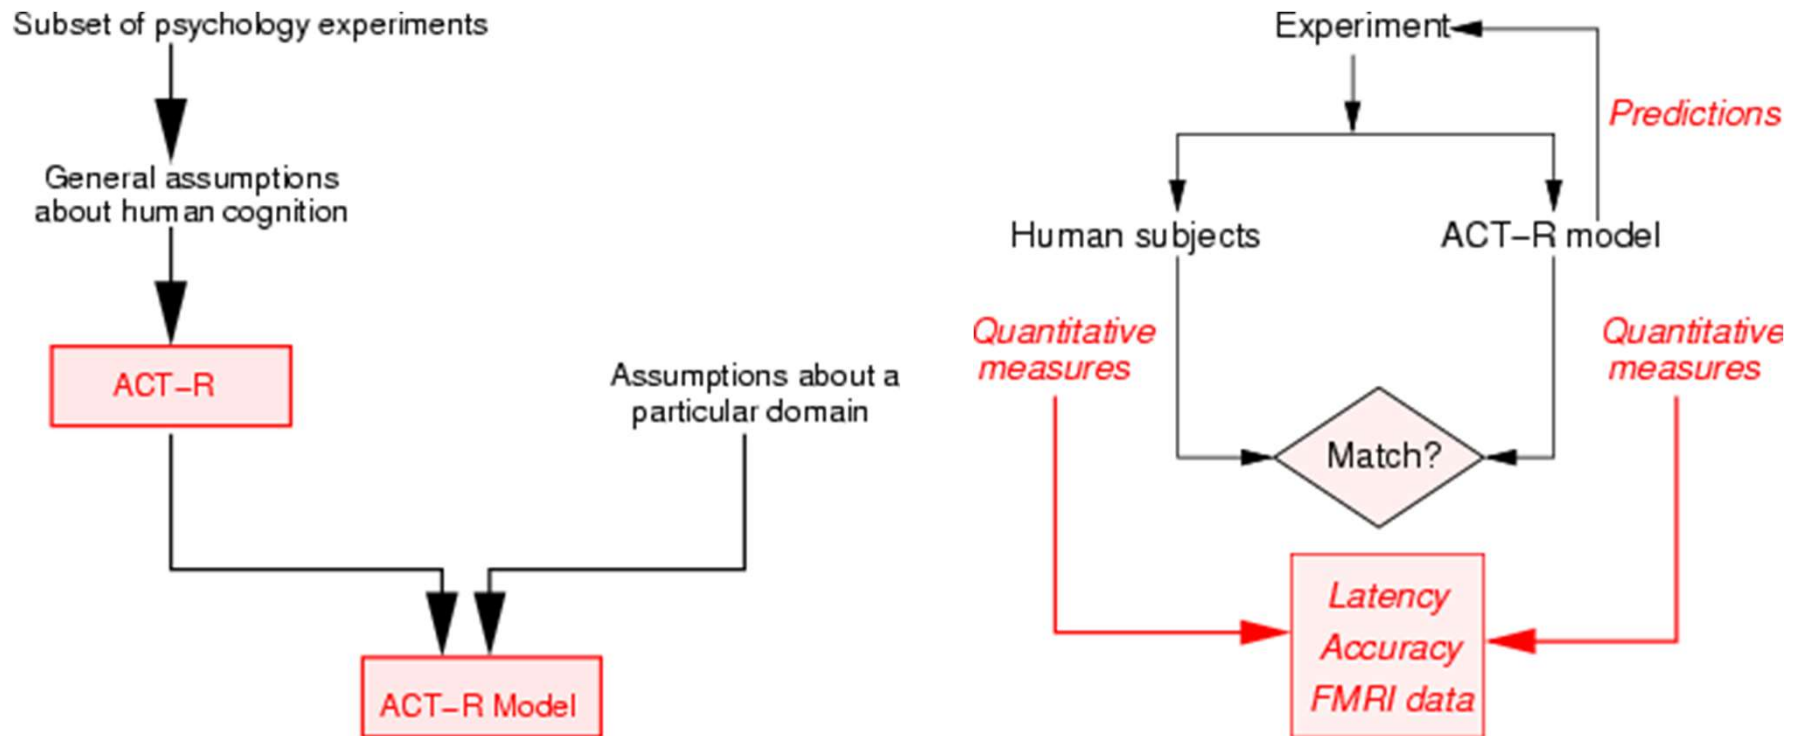 Subset of psychology experiments
General assumptions
about human cognition
ACT–R
Assumptions about a
particular domain
ACT–R Model
Experiment
Predictions
Human subjects
ACT–R model
Quantitative
measures
Quantitative
measures
Match?
Latency
Accuracy
FMRI data